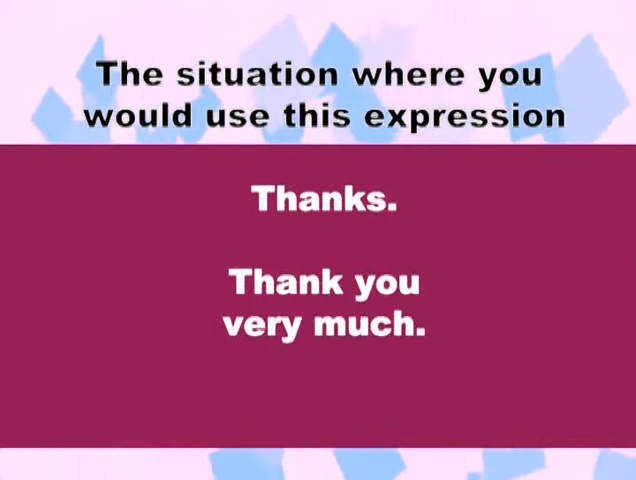 The situation where you
would use this expression
Thanks.
Thank you
very much.